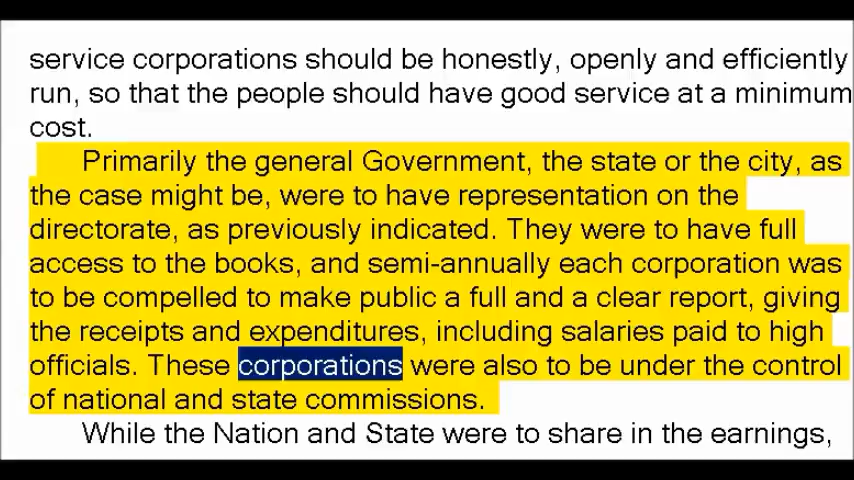 service corporations should be honestly, openly and efficiently
run, so that the people should have good service at a minimum
cost.
Primarily the general Government, the state or the city, as
the case might be, were to have representation on the
directorate, as previously indicated. They were to have full
access to the books, and semi-annually each corporation was
to be compelled to make public a full and a clear report, giving
the receipts and expenditures, including salaries paid to high
officials. These corporations were also to be under the control
of national and state commissions.
While the Nation and State were to share in the earnings,